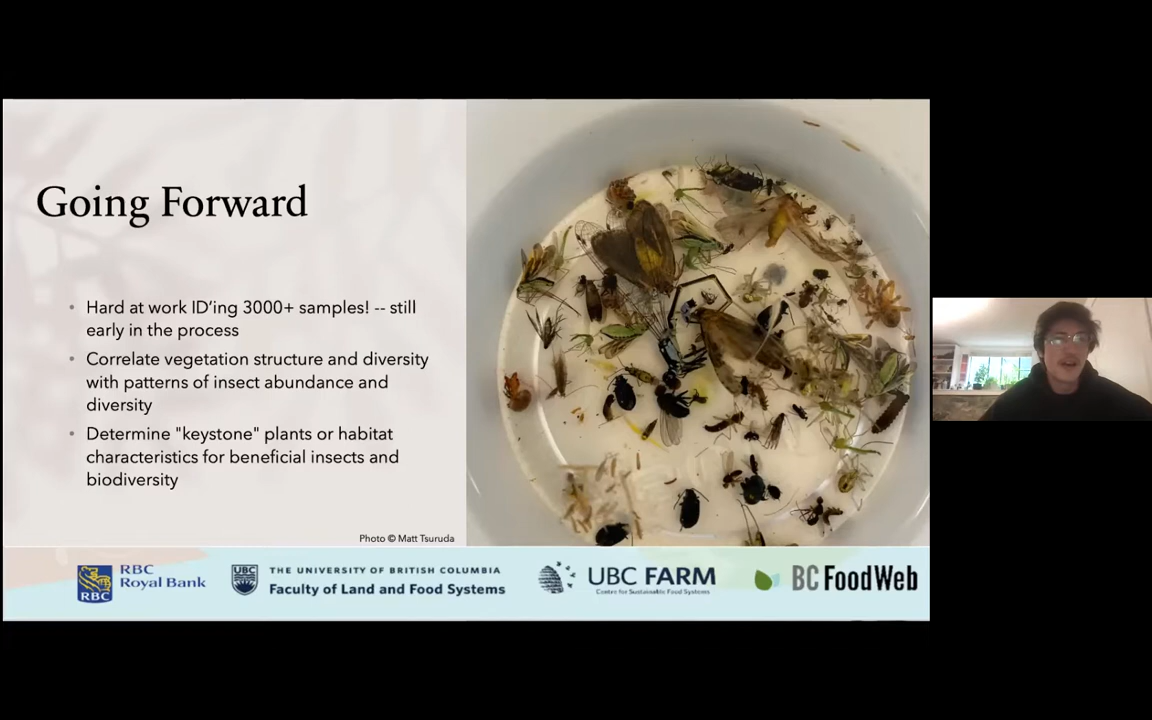 Going Forward
• Hard at work ID'ing 3000+ samples! -- still
early in the process
• Correlate vegetation structure and diversity
with patterns of insect abundance and
diversity
• Determine "keystone" plants or habitat
characteristics for beneficial insects and
biodiversity
Photo © Matt Tsuruda
RBC
RBC
Royal Bank
UBC
THE UNIVERSITY OF BRITISH COLUMBIA
Faculty of Land and Food Systems
UBC FARM
Centre for Sustainable Food Systems
BC FoodWeb